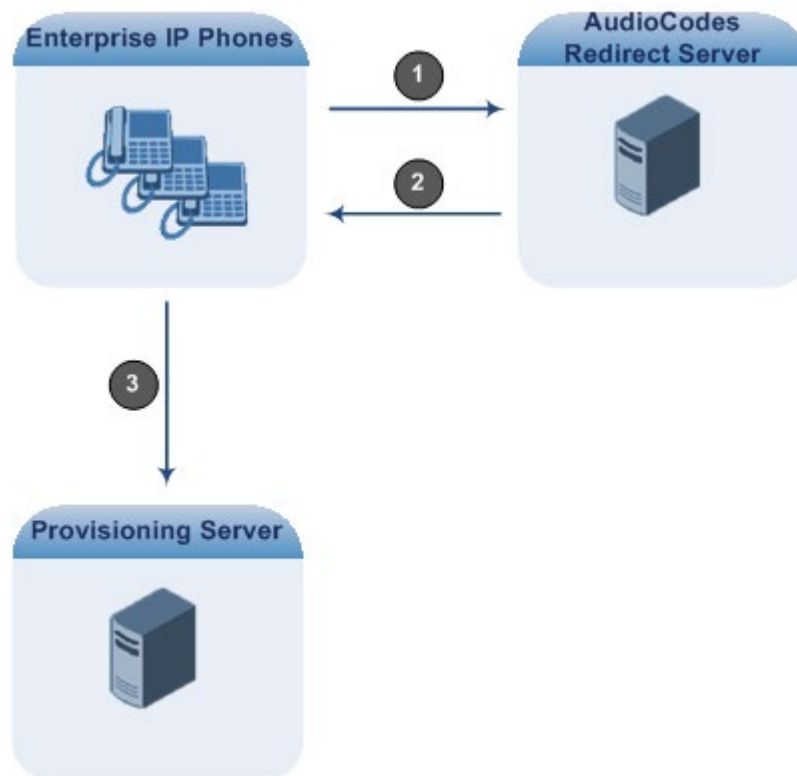 Enterprise IP Phones
AudioCodes
Redirect Server
1
2
3
Provisioning Server